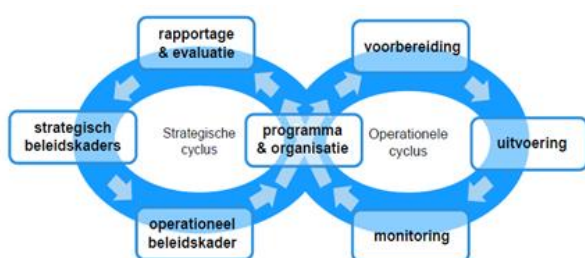 rapportage
& evaluatie
voorbereiding
strategisch
beleidskaders
Strategische
cyclus
programma
& organisatie
Operationele
cyclus
uitvoering
operationeel
beleidskader
monitoring